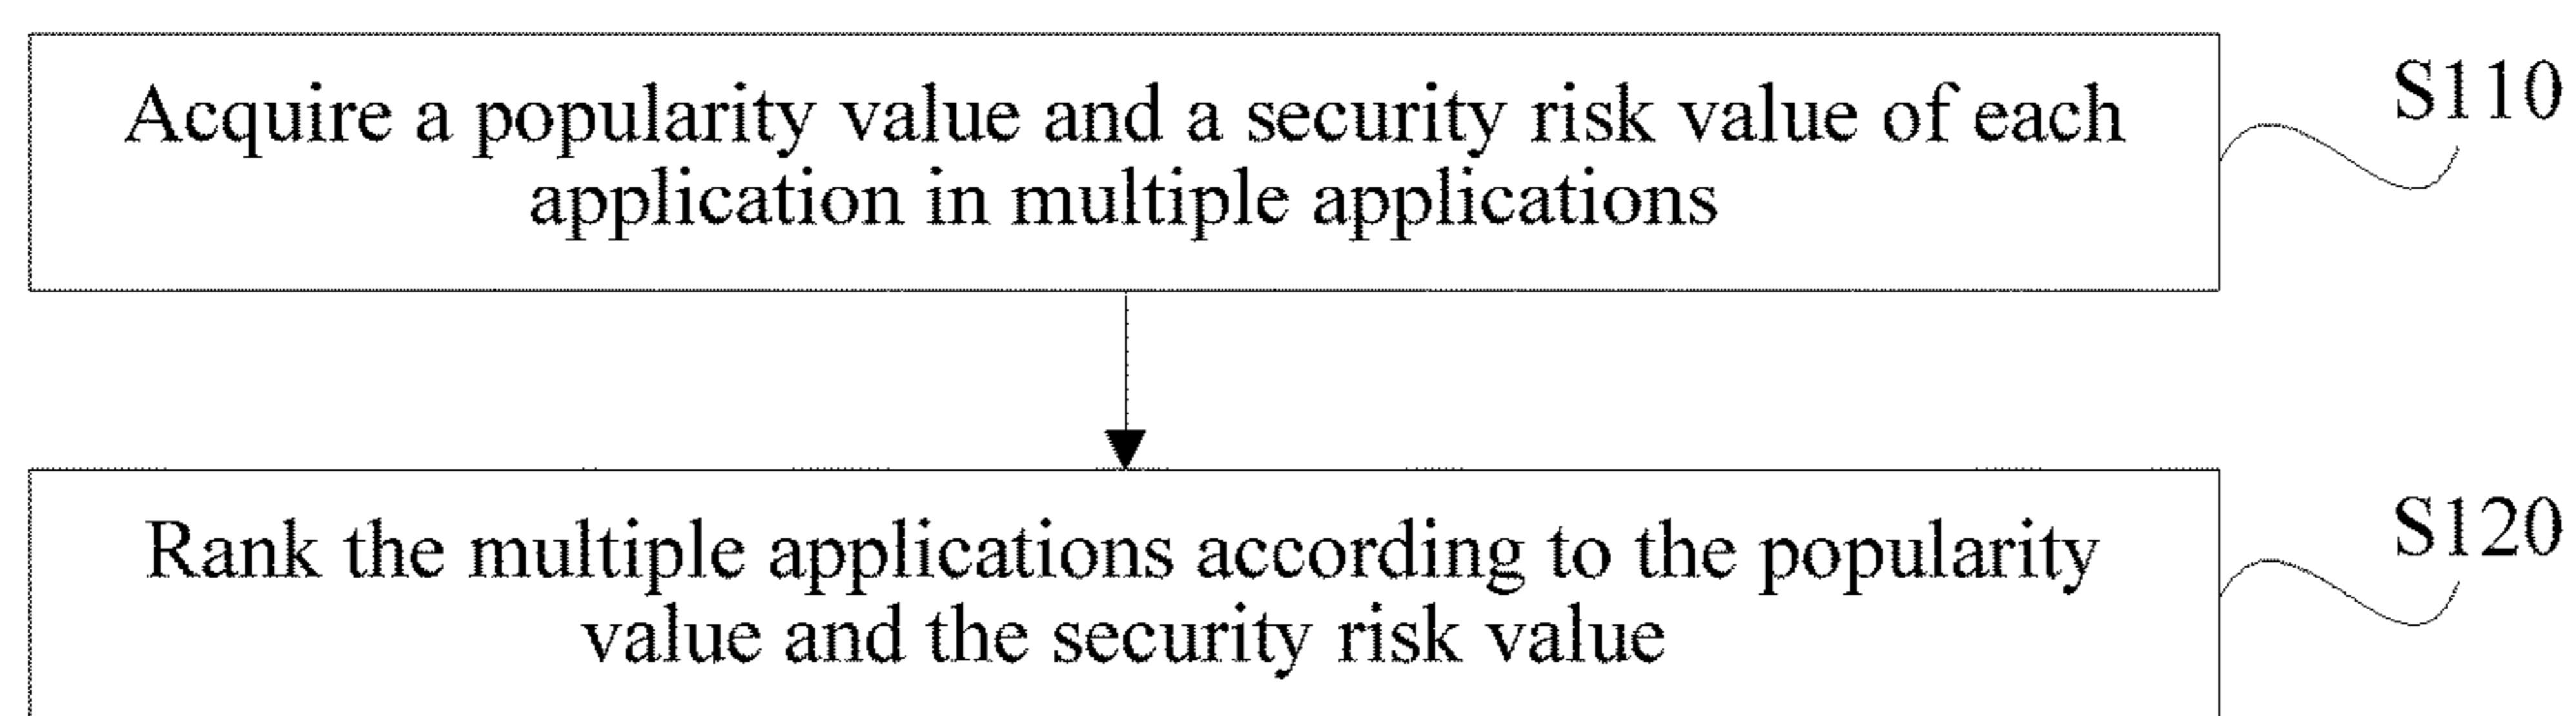 Acquire a popularity value and a security risk value of each
application in multiple applications
S110
Rank the multiple applications according to the popularity
value and the security risk value
S120